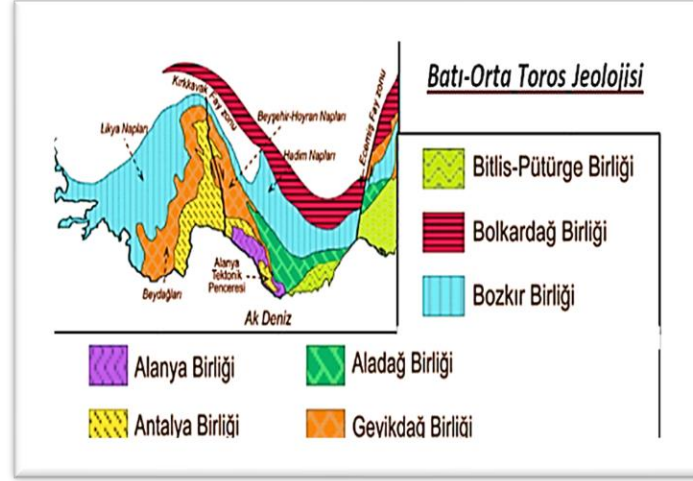 Batı-Orta Toros Jeolojisi
Kırkkavak Fay zonu
Ecemiş Fay zonu
Likya Napları
Beyşehir-Hoyran Napları
Hadim Napları
Beydağları
Alanya
Tektonik
Penceresi
Ak Deniz
Bitlis-Pütürge Birliği
Bolkardağ Birliği
Bozkır Birliği
Alanya Birliği
Aladağ Birliği
Antalya Birliği
Geyikdağ Birliği